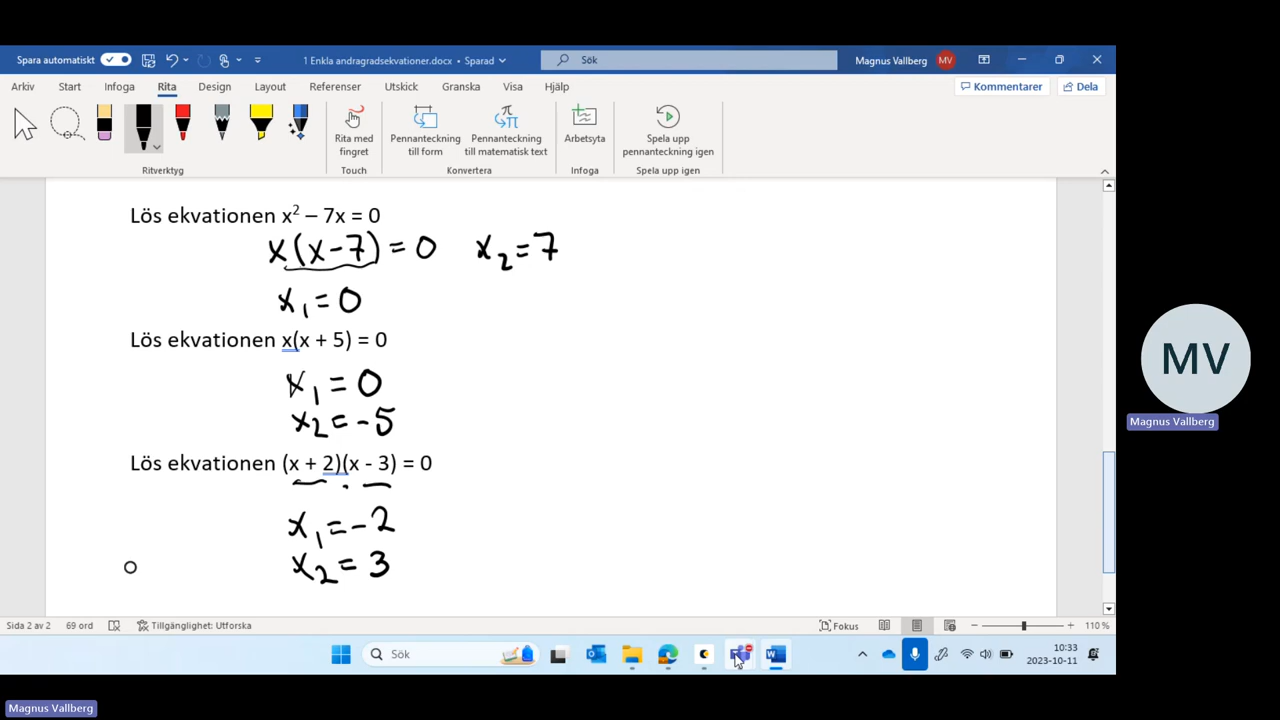 Spara automatiskt
1 Enkla andragradsekvationer.docx • Sparad
Sök
Magnus Vallberg MV
Arkiv Start Infoga Rita Design Layout Referenser Utskick Granska Visa Hjälp
Kommentarer Dela
Rita med fingret
Pennanteckning till form
Pennanteckning till matematisk text
Arbetsyta
Spela upp pennanteckning igen
Ritverktyg Touch Konvertera Infoga Spela upp igen
Lös ekvationen x² – 7x = 0
x(x-7) = 0 x₂ = 7
x₁ = 0
Lös ekvationen x(x + 5) = 0
x₁ = 0
x₂ = -5
Lös ekvationen (x + 2)(x - 3) = 0
x₁ = -2
x₂ = 3
MV
Magnus Vallberg
Sida 2 av 2 69 ord Tillgänglighet: Utforska Fokus 110 %
Sök
10:33
2023-10-11
Magnus Vallberg